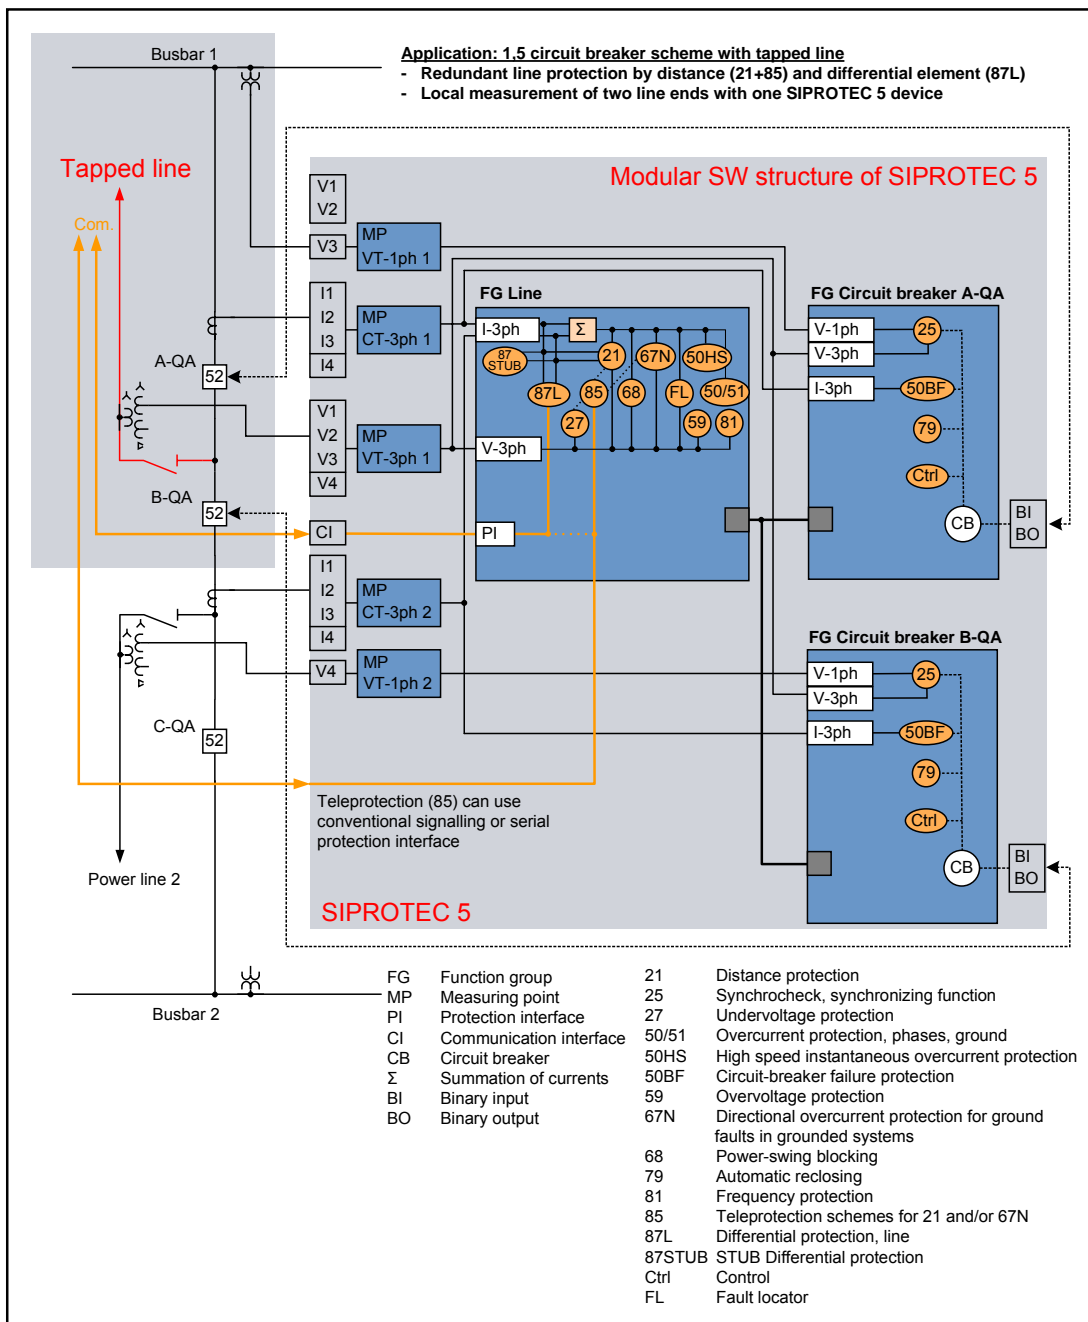 Busbar 1
Application: 1,5 circuit breaker scheme with tapped line
- Redundant line protection by distance (21+85) and differential element (87L)
- Local measurement of two line ends with one SIPROTEC 5 device
Tapped line
Modular SW structure of SIPROTEC 5
Com.
V1
V2
V3
MP
VT-1ph 1
I1
I2
I3
I4
MP
CT-3ph 1
A-QA
52
V1
V2
V3
V4
MP
VT-3ph 1
B-QA
52
CI
I1
I2
I3
I4
MP
CT-3ph 2
V4
MP
VT-1ph 2
C-QA
52
FG Line
I-3ph
Σ
87
STUB
21
67N
50HS
87L
85
68
FL
50/51
27
59
81
V-3ph
PI
FG Circuit breaker A-QA
V-1ph
25
V-3ph
I-3ph
50BF
79
Ctrl
CB
BI
BO
FG Circuit breaker B-QA
V-1ph
25
V-3ph
I-3ph
50BF
79
Ctrl
CB
BI
BO
Teleprotection (85) can use
conventional signalling or serial
protection interface
Power line 2
SIPROTEC 5
Busbar 2
FG Function group
MP Measuring point
PI Protection interface
CI Communication interface
CB Circuit breaker
Σ Summation of currents
BI Binary input
BO Binary output
21 Distance protection
25 Synchrocheck, synchronizing function
27 Undervoltage protection
50/51 Overcurrent protection, phases, ground
50HS High speed instantaneous overcurrent protection
50BF Circuit-breaker failure protection
59 Overvoltage protection
67N Directional overcurrent protection for ground
faults in grounded systems
68 Power-swing blocking
79 Automatic reclosing
81 Frequency protection
85 Teleprotection schemes for 21 and/or 67N
87L Differential protection, line
87STUB STUB Differential protection
Ctrl Control
FL Fault locator